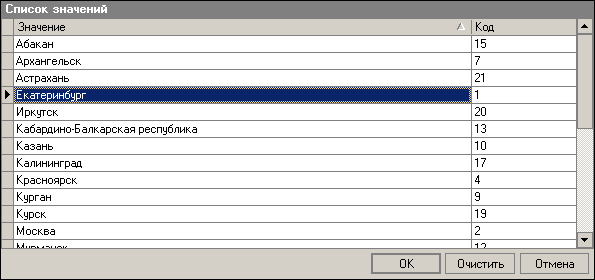 Список значений
Значение Код
Абакан 15
Архангельск 7
Астрахань 21
Екатеринбург 1
Иркутск 20
Кабардино-Балкарская республика 13
Казань 10
Калининград 17
Красноярск 4
Курган 9
Курск 19
Москва 2
Мурманск 12
OK Очистить Отмена